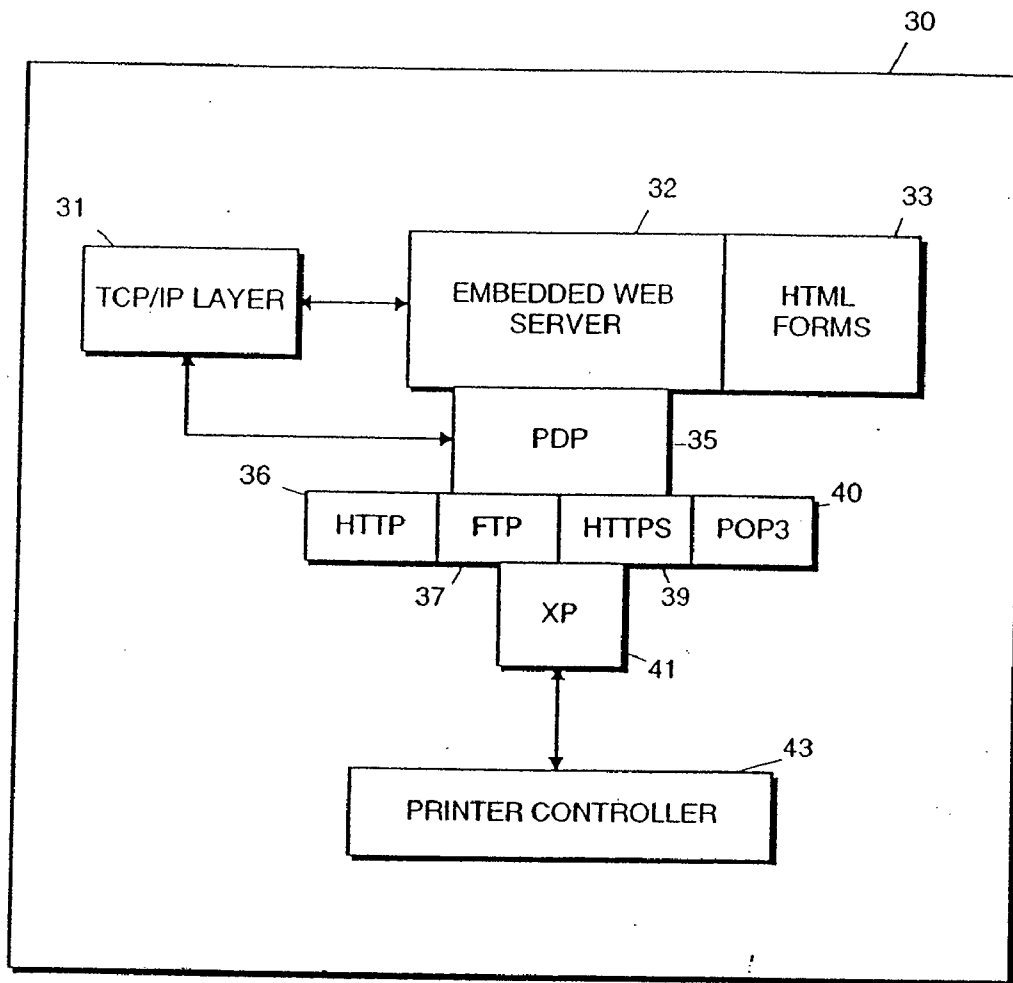 30
31
32
33
TCP/IP LAYER
EMBEDDED WEB
SERVER
HTML
FORMS
PDP
35
36
40
HTTP
FTP
HTTPS
POP3
37
39
XP
41
43
PRINTER CONTROLLER